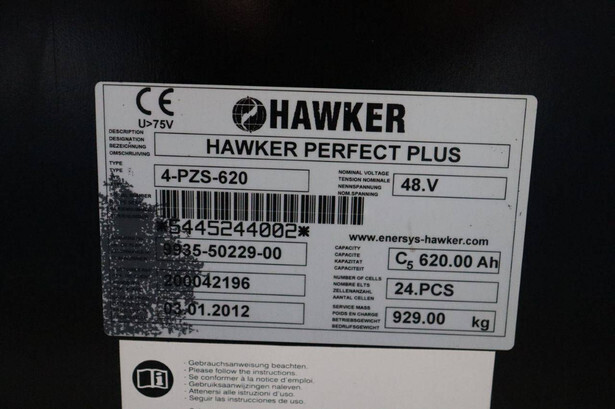 CE
U>75V
HAWKER
DESCRIPTION
DESIGNATION
BEZEICHNUNG
OMSCHRIJVING
HAWKER PERFECT PLUS
TYPE
TYPE
4-PZS-620
NOMINAL VOLTAGE
TENSION NOMINALE
NENNSPANNUNG
NOM.SPANNING
48.V
*5445244002*
www.enersys-hawker.com
9935-50229-00
CAPACITY
CAPACITE
KAPAZITAT
CAPACITEIT
C5 620.00 Ah
200042196
NUMBER OF CELLS
NOMBRE ELTS
ZELLENANZAHL
AANTAL CELLEN
24.PCS
03.01.2012
SERVICE MASS
POIDS EN CHARGE
BETRIEBSGEWICHT
BEDRIJFSGEWICHT
929.00 kg
- Gebrauchsanweisung beachten.
- Please follow the instructions.
- Se conformer à la notice d'emploi.
- Gebruiksaanwijzingen naleven.
- Attenersi alle istruzioni d'uso.
- Seguir las instrucciones de uso.